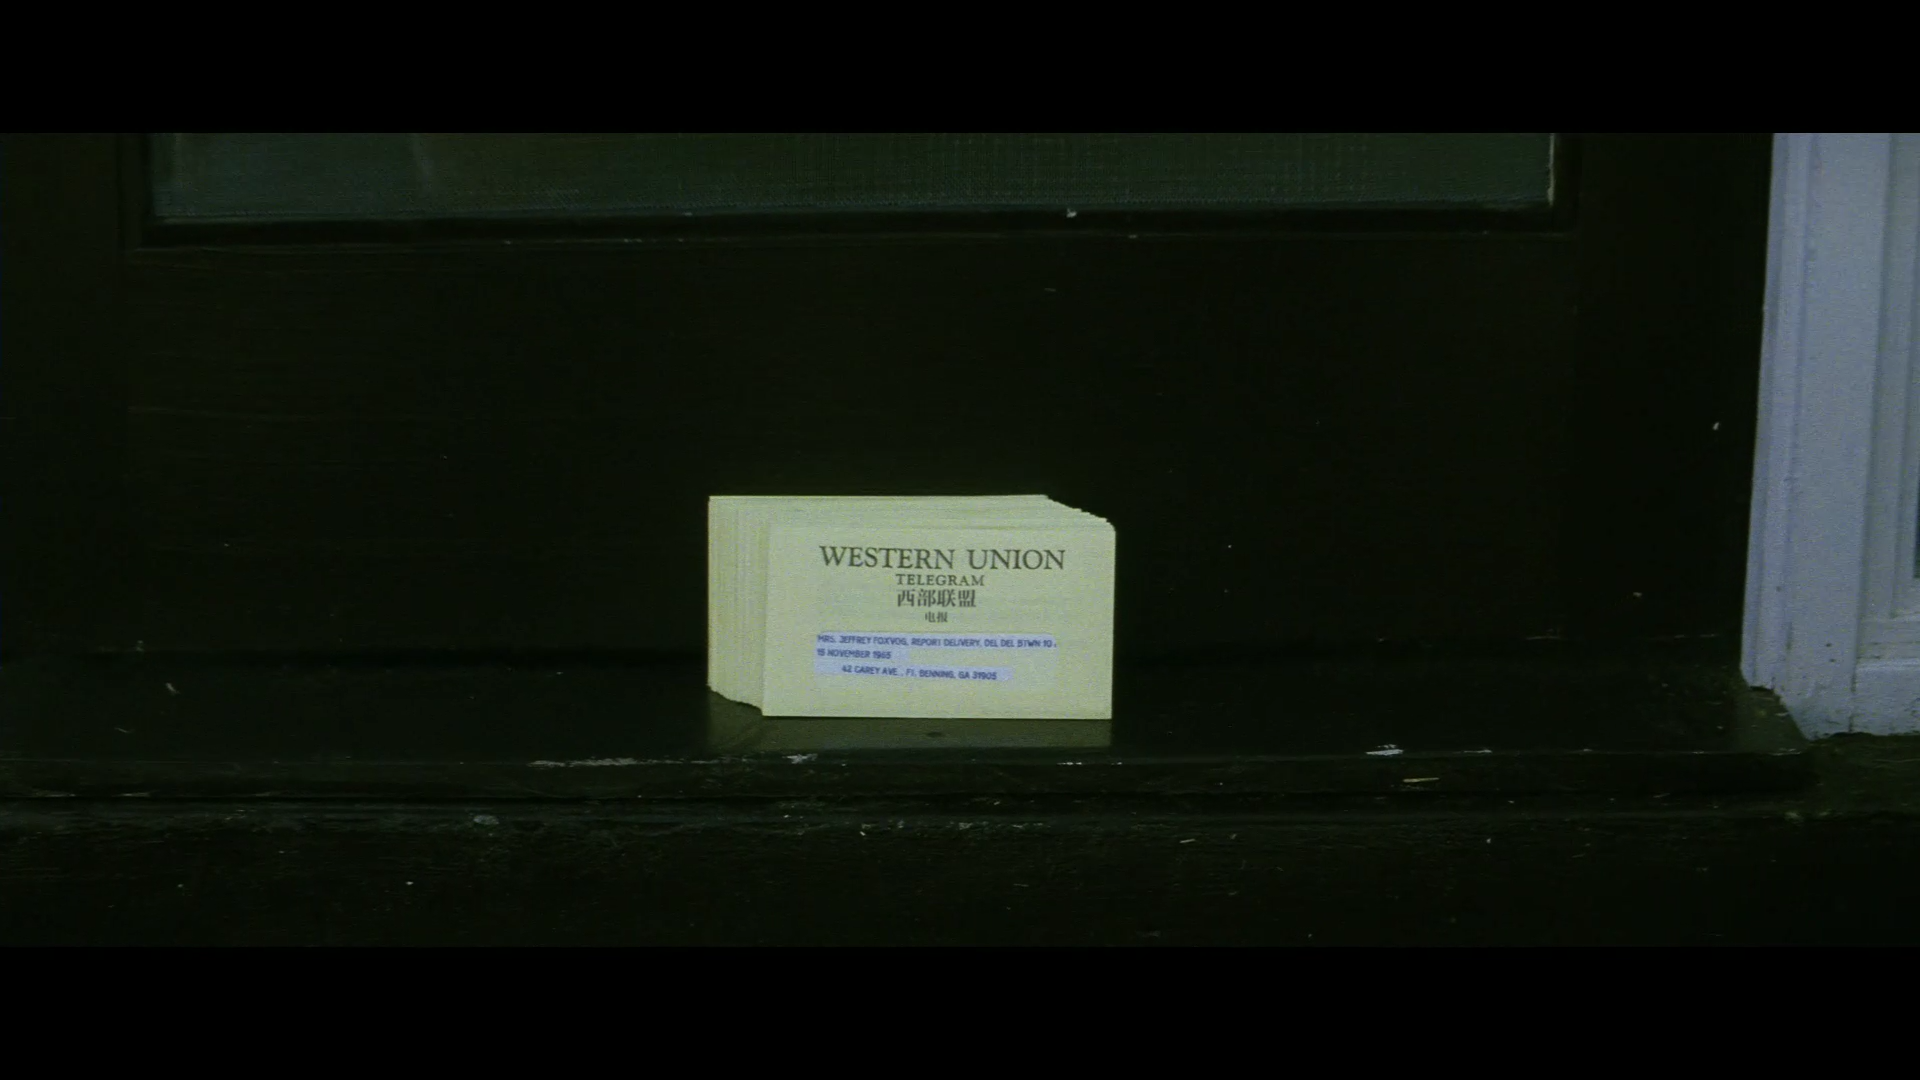 WESTERN UNION
TELEGRAM
西部联盟
电报
MRS. JEFFREY FOXVOG, REPORT DELIVERY, DEL DEL BTWN 10,
15 NOVEMBER 1965
42 CAREY AVE., FT. BENNING, GA 31905